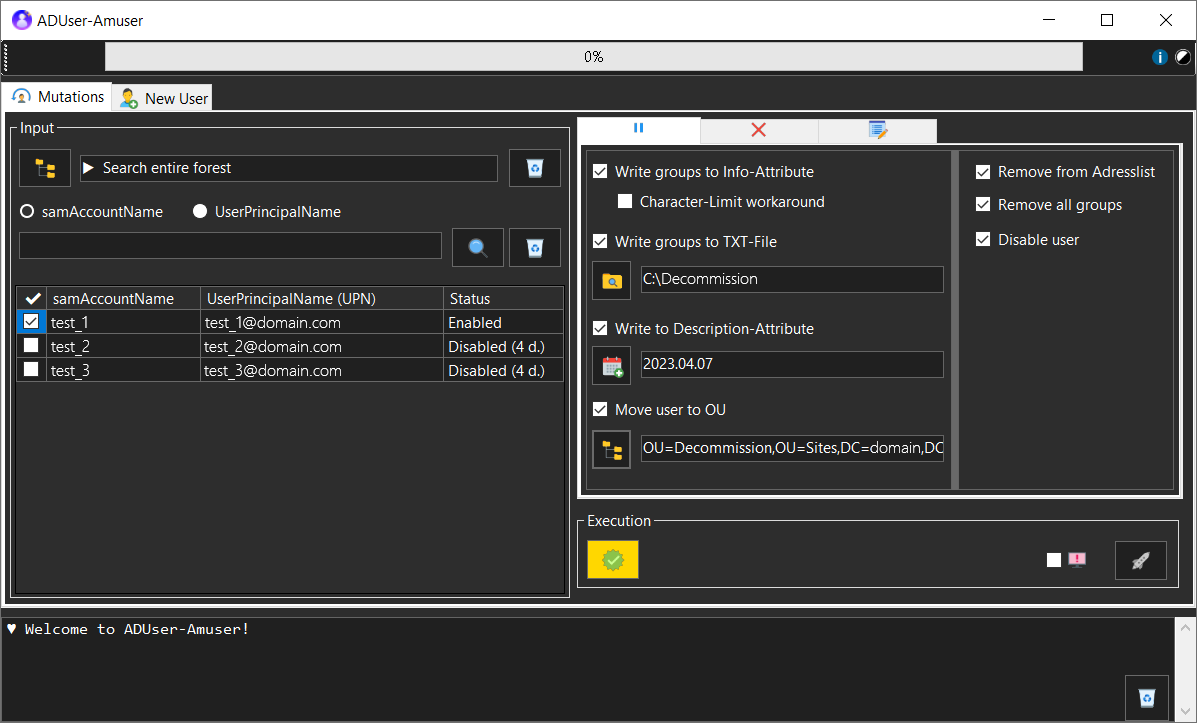 ADUser-Amuser
0%
Mutations
New User
Input
Search entire forest
samAccountName
UserPrincipalName
samAccountName UserPrincipalName (UPN) Status
test_1 test_1@domain.com Enabled
test_2 test_2@domain.com Disabled (4 d.)
test_3 test_3@domain.com Disabled (4 d.)
Write groups to Info-Attribute
Character-Limit workaround
Write groups to TXT-File
C:\Decommission
Write to Description-Attribute
2023.04.07
Move user to OU
OU=Decommission,OU=Sites,DC=domain,DC
Remove from Adresslist
Remove all groups
Disable user
Execution
♥ Welcome to ADUser-Amuser!